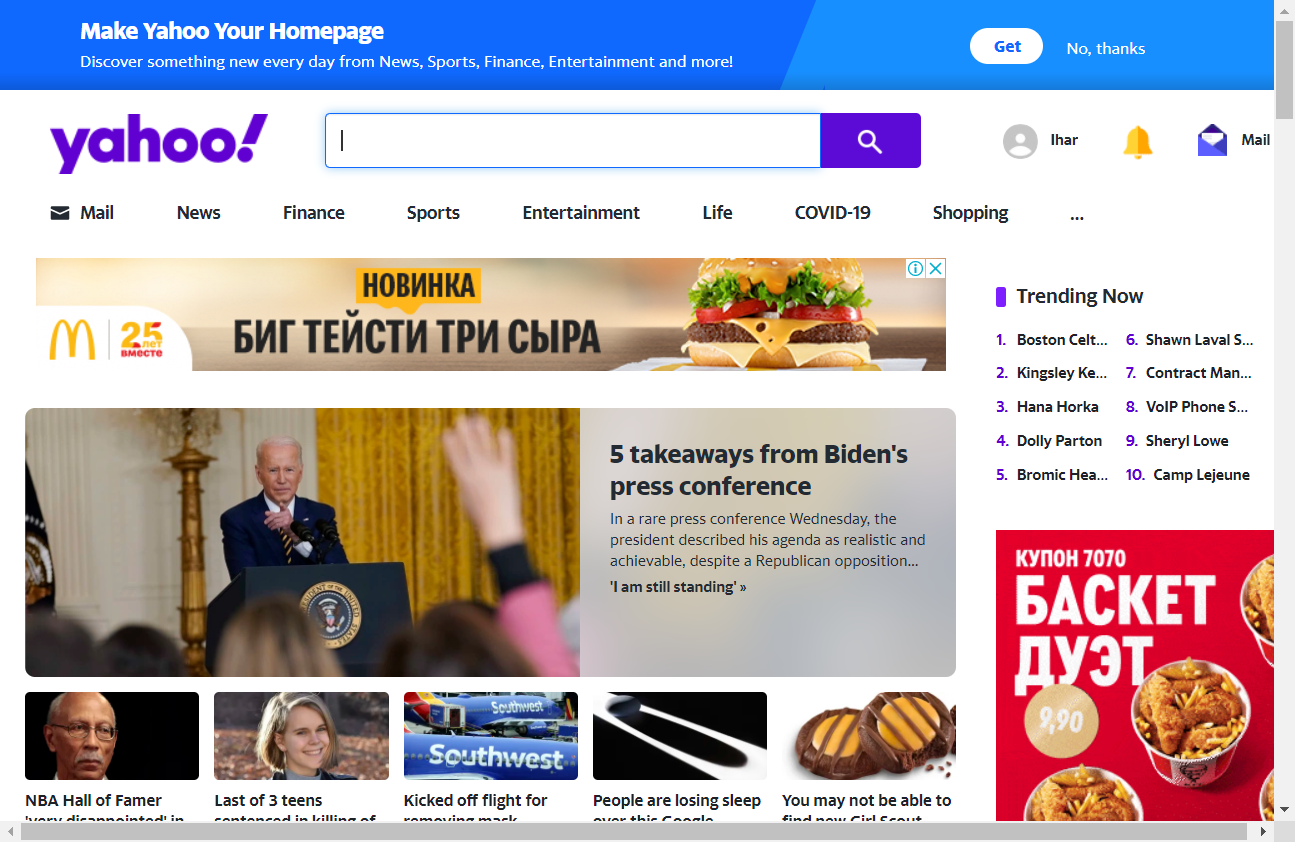 Make Yahoo Your Homepage
Discover something new every day from News, Sports, Finance, Entertainment and more!
Get
No, thanks
yahoo!
Ihar
Mail
Mail
News
Finance
Sports
Entertainment
Life
COVID-19
Shopping
...
НОВИНКА
БИГ ТЕЙСТИ ТРИ СЫРА
25 лет вместе
Trending Now
1. Boston Celt...
2. Kingsley Ke...
3. Hana Horka
4. Dolly Parton
5. Bromic Hea...
6. Shawn Laval S...
7. Contract Man...
8. VoIP Phone S...
9. Sheryl Lowe
10. Camp Lejeune
5 takeaways from Biden's
press conference
In a rare press conference Wednesday, the
president described his agenda as realistic and
achievable, despite a Republican opposition...
'I am still standing' »
PRESIDENT OF THE
КУПОН 7070
БАСКЕТ
ДУЭТ
9,90
Southwest
Southwest
NBA Hall of Famer
'very disappointed' in
Last of 3 teens
sentenced in killing of
Kicked off flight for
removing mask
People are losing sleep
over this Google
You may not be able to
find new Girl Scout